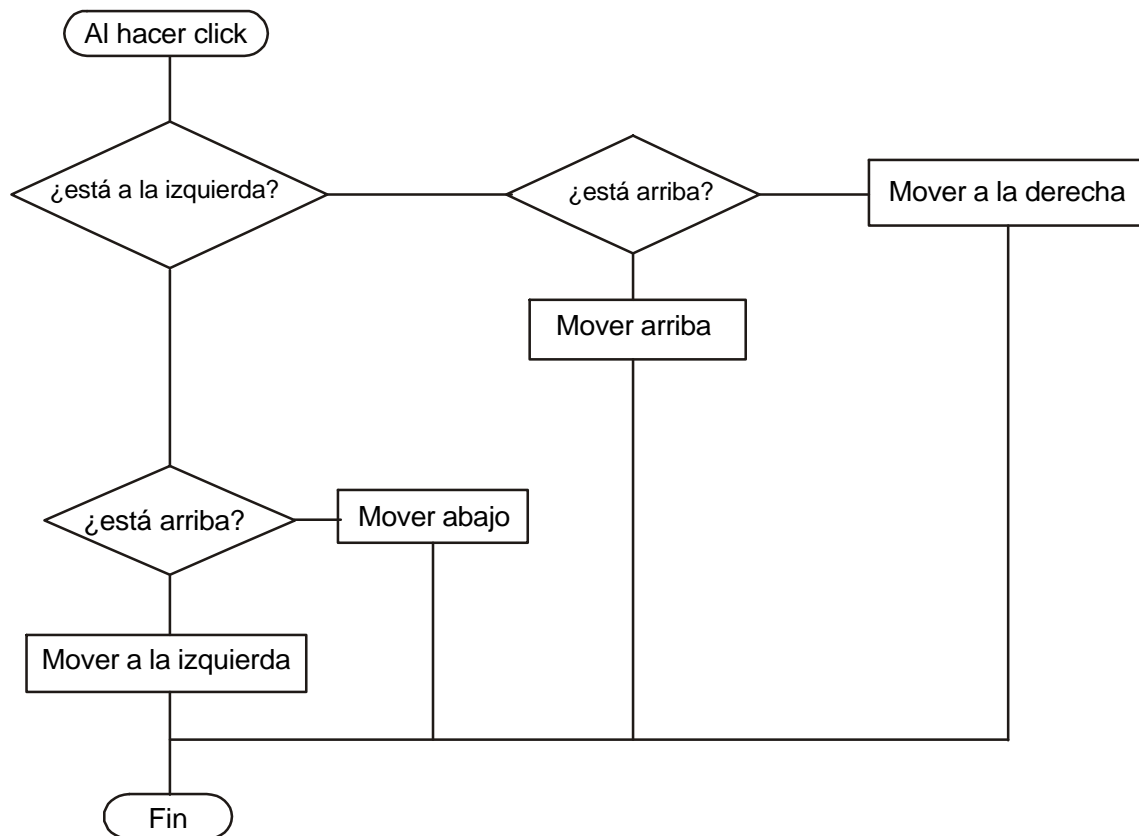 Al hacer click
¿está a la izquierda?
¿está arriba?
Mover a la derecha
Mover arriba
¿está arriba?
Mover abajo
Mover a la izquierda
Fin